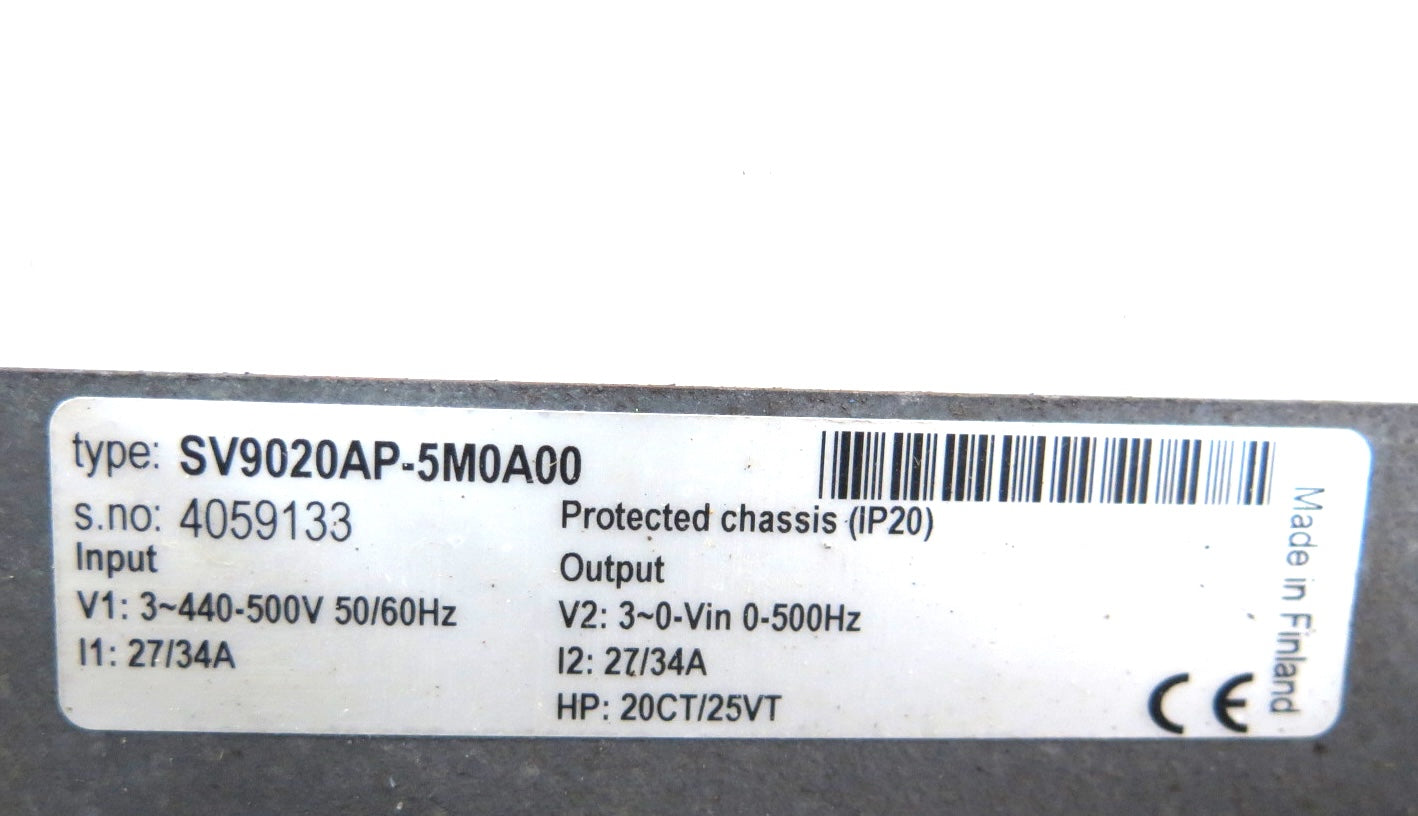 type: SV9020AP-5M0A00
s.no: 4059133
Protected chassis (iP20)
Input
V1: 3~440-500V 50/60Hz
I1: 27/34A
Output
V2: 3~0-Vin 0-500Hz
I2: 27/34A
HP: 20CT/25VT
CE
Made in Finland